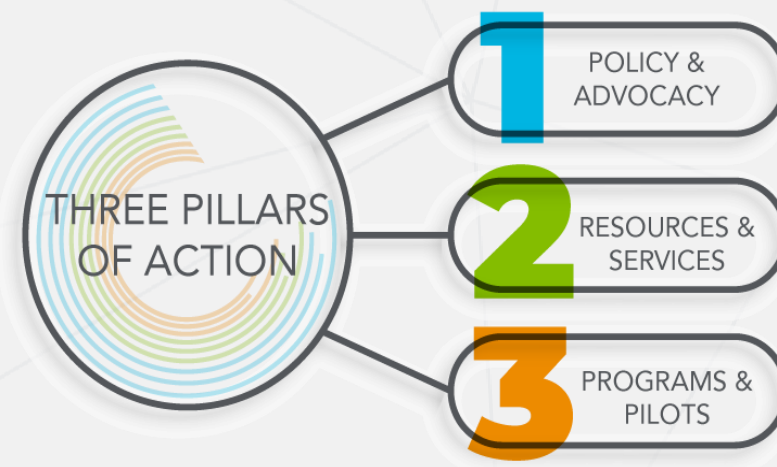 THREE PILLARS
OF ACTION
1
POLICY &
ADVOCACY
2
RESOURCES &
SERVICES
3
PROGRAMS &
PILOTS